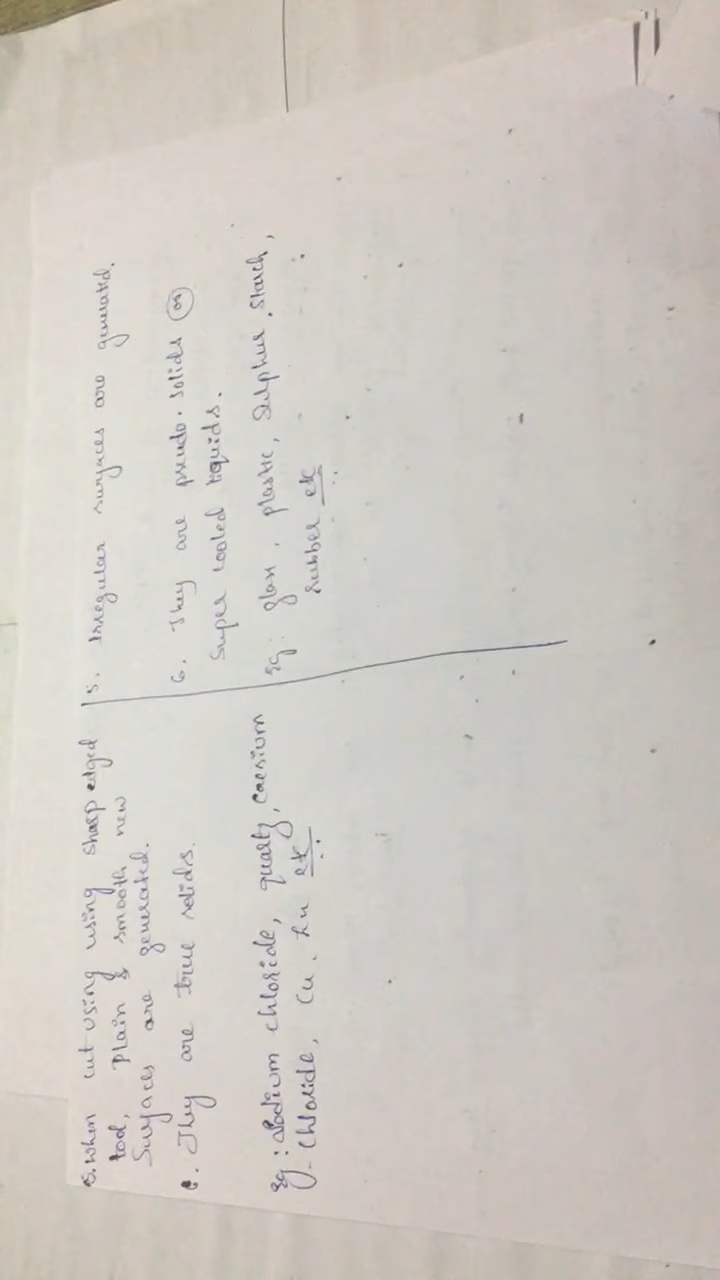 5. When cut using using sharp edged
tool, Plain & smooth new
Surfaces are generated.
6. They are true solids.
Eg : Sodium chloride, quartz, caesium
- chloride, Cu, Zn etc
5. Irregular surfaces are generated.
6. They are pseudo. solids (or)
Super cooled liquids.
Eg : glass, plastic, Sulphur, Starch,
rubber etc